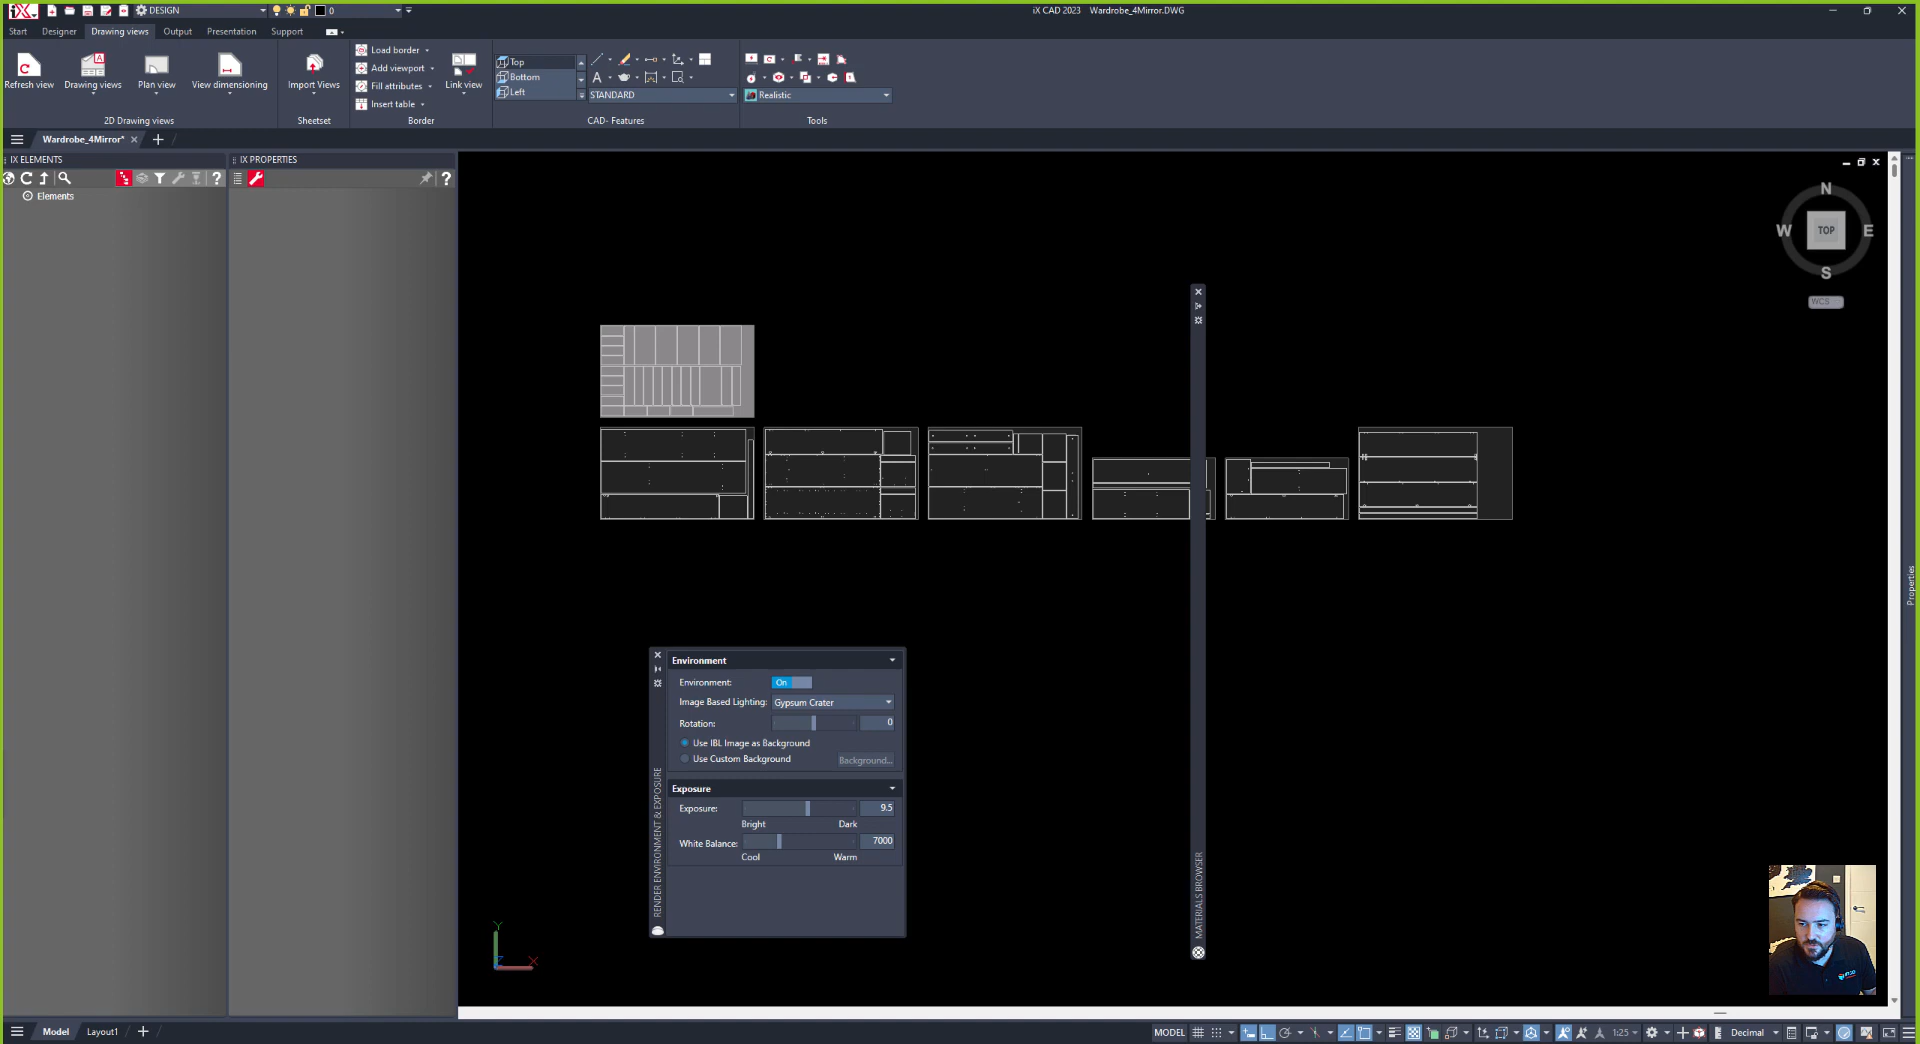 iX
DESIGN
0
iX CAD 2023 Wardrobe_4Mirror.DWG
Start
Designer
Drawing views
Output
Presentation
Support
Refresh view
Drawing views
Plan view
View dimensioning
2D Drawing views
Import Views
Sheetset
Load border
Add viewport
Fill attributes
Insert table
Link view
Border
Top
Bottom
Left
STANDARD
CAD- Features
Realistic
Tools
Wardrobe_4Mirror*
IX ELEMENTS
IX PROPERTIES
Elements
N
W
TOP
E
S
WCS
Properties
Environment
Environment: On
Image Based Lighting: Gypsum Crater
Rotation: 0
Use IBL Image as Background
Use Custom Background
Background...
Exposure
Exposure: 9.5
Bright Dark
White Balance: 7000
Cool Warm
RENDER ENVIRONMENT & EXPOSURE
MATERIALS BROWSER
Y
X
Model
Layout1
MODEL
1:25
Decimal